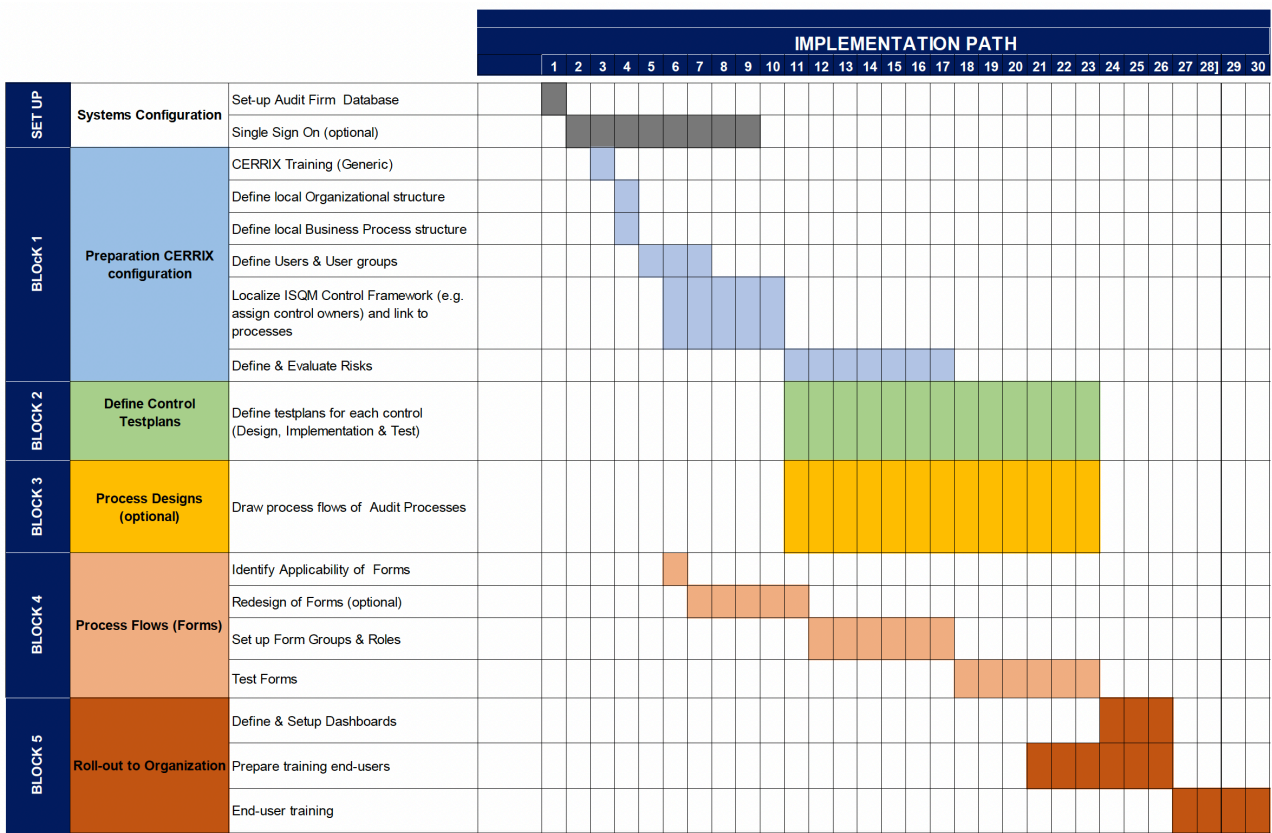 IMPLEMENTATION PATH
1 2 3 4 5 6 7 8 9 10 11 12 13 14 15 16 17 18 19 20 21 22 23 24 25 26 27 28] 29 30
SET UP
Systems Configuration
Set-up Audit Firm Database
Single Sign On (optional)
BLOcK 1
Preparation CERRIX
configuration
CERRIX Training (Generic)
Define local Organizational structure
Define local Business Process structure
Define Users & User groups
Localize ISQM Control Framework (e.g.
assign control owners) and link to
processes
Define & Evaluate Risks
BLOCK 2
Define Control
Testplans
Define testplans for each control
(Design, Implementation & Test)
BLOCK 3
Process Designs
(optional)
Draw process flows of Audit Processes
BLOCK 4
Process Flows (Forms)
Identify Applicability of Forms
Redesign of Forms (optional)
Set up Form Groups & Roles
Test Forms
BLOCK 5
Roll-out to Organization
Define & Setup Dashboards
Prepare training end-users
End-user training